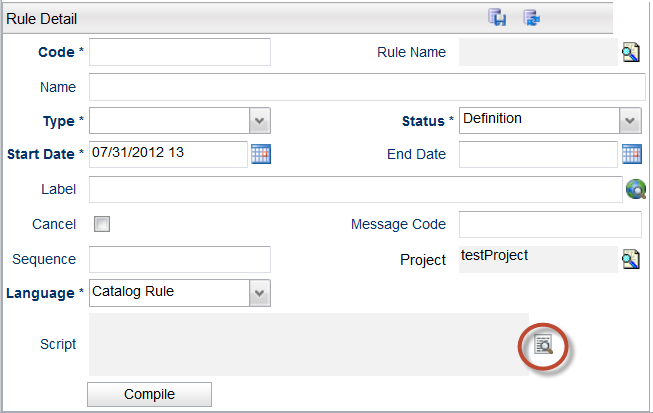 Rule Detail
Code * Rule Name
Name
Type * Status * Definition
Start Date * 07/31/2012 13 End Date
Label
Cancel Message Code
Sequence Project testProject
Language * Catalog Rule
Script
Compile